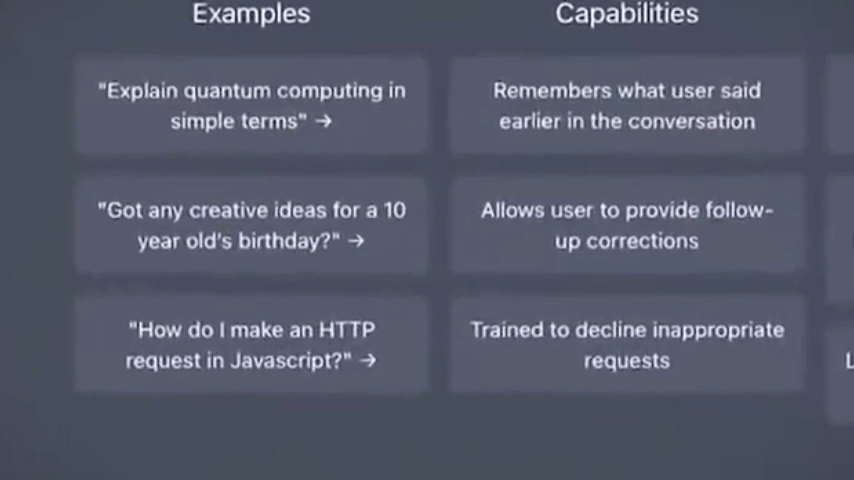 Examples
"Explain quantum computing in
simple terms" →
"Got any creative ideas for a 10
year old's birthday?" →
"How do I make an HTTP
request in Javascript?" →
Capabilities
Remembers what user said
earlier in the conversation
Allows user to provide follow-
up corrections
Trained to decline inappropriate
requests